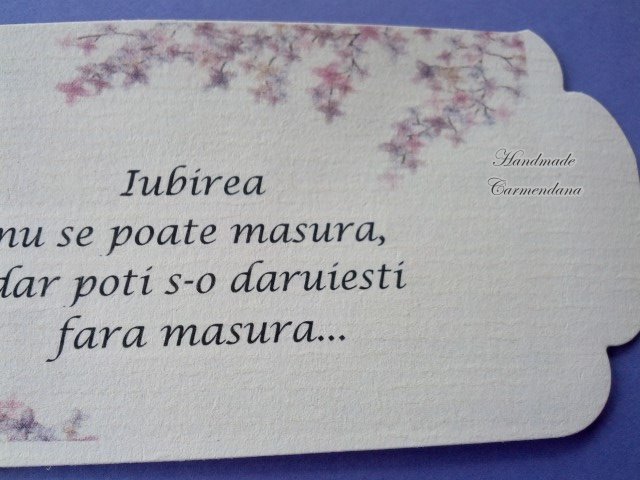 Iubirea
nu se poate masura,
dar poti s-o daruiesti
fara masura...
Handmade
Carmendana